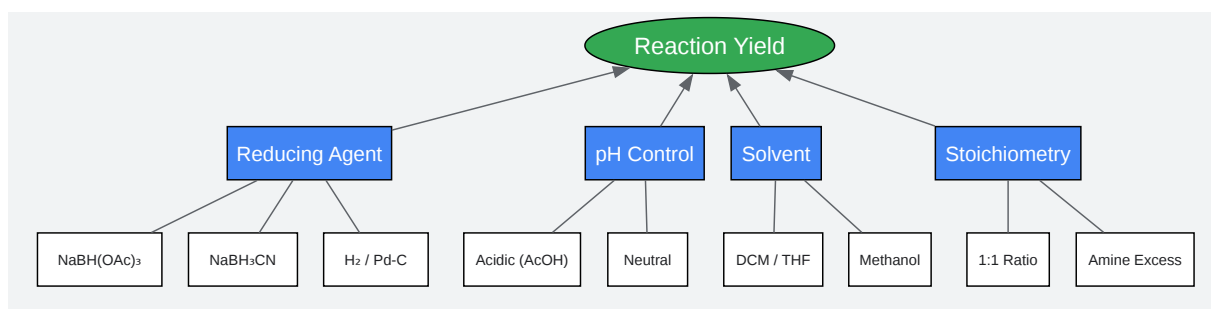 Reaction Yield
Reducing Agent
pH Control
Solvent
Stoichiometry
NaBH(OAc)₃
NaBH₃CN
H₂ / Pd-C
Acidic (AcOH)
Neutral
DCM / THF
Methanol
1:1 Ratio
Amine Excess